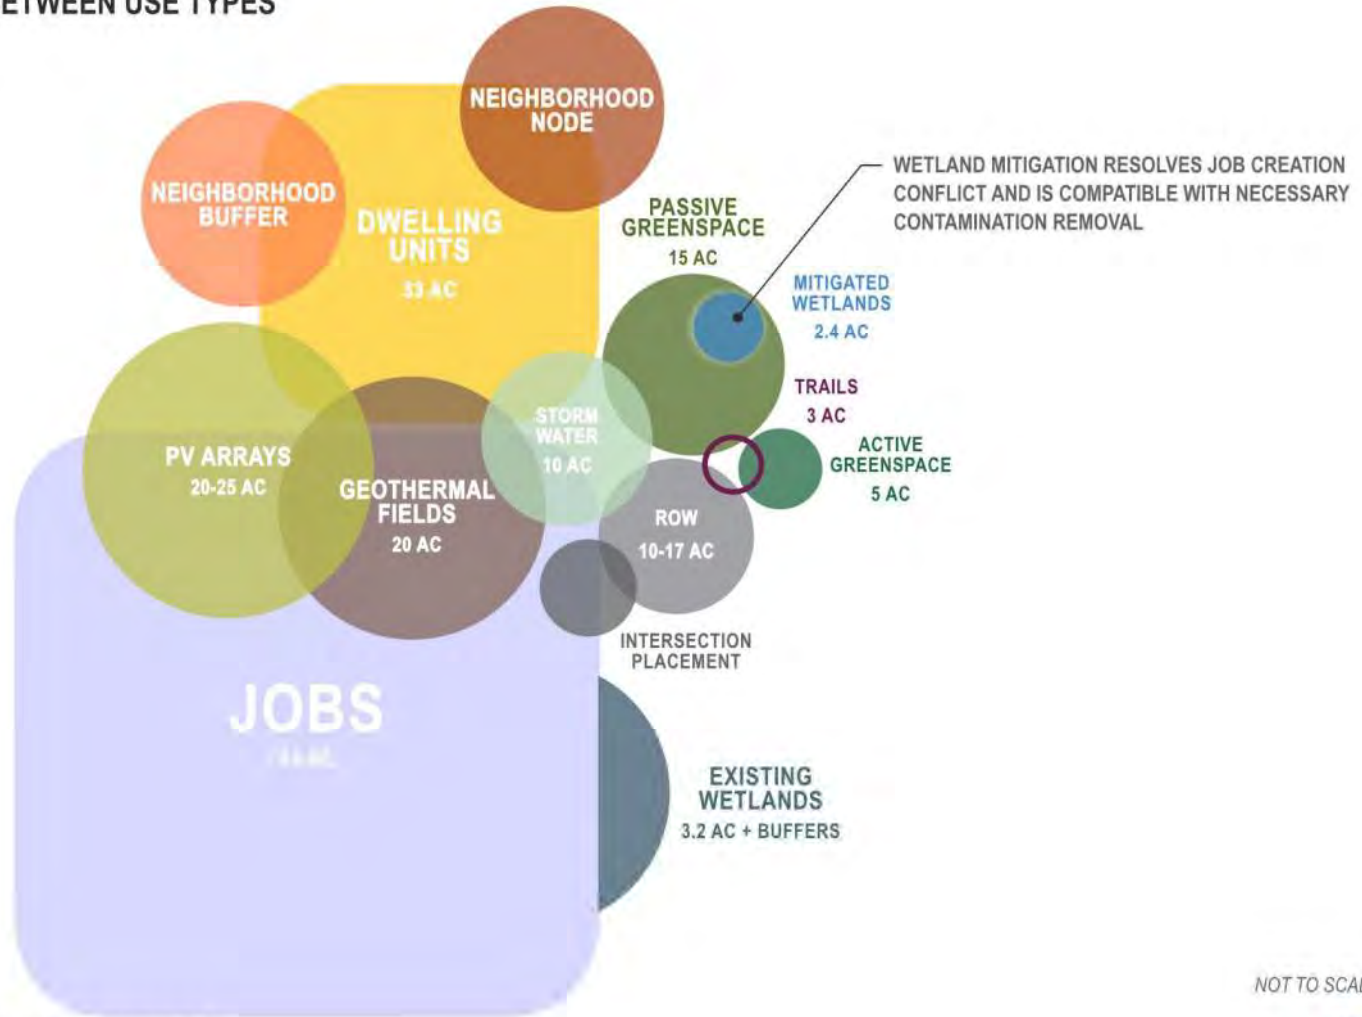 ETWEEN USE TYPES
NEIGHBORHOOD
NODE
NEIGHBORHOOD
BUFFER
DWELLING
UNITS
33 AC
PASSIVE
GREENSPACE
15 AC
WETLAND MITIGATION RESOLVES JOB CREATION
CONFLICT AND IS COMPATIBLE WITH NECESSARY
CONTAMINATION REMOVAL
MITIGATED
WETLANDS
2.4 AC
TRAILS
3 AC
ACTIVE
GREENSPACE
5 AC
STORM
WATER
10 AC
PV ARRAYS
20-25 AC
GEOTHERMAL
FIELDS
20 AC
ROW
10-17 AC
INTERSECTION
PLACEMENT
JOBS
EXISTING
WETLANDS
3.2 AC + BUFFERS
NOT TO SCAL